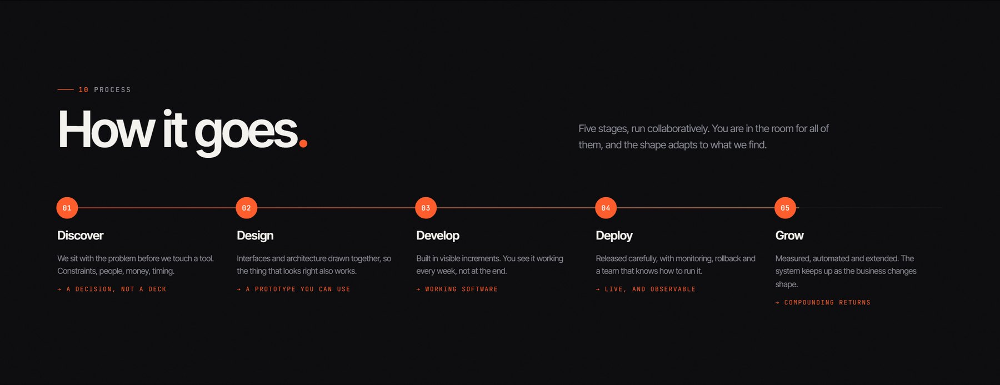 10 PROCESS
How it goes.
Five stages, run collaboratively. You are in the room for all of
them, and the shape adapts to what we find.
01
Discover
We sit with the problem before we touch a tool.
Constraints, people, money, timing.
→ A DECISION, NOT A DECK
02
Design
Interfaces and architecture drawn together, so
the thing that looks right also works.
→ A PROTOTYPE YOU CAN USE
03
Develop
Built in visible increments. You see it working
every week, not at the end.
→ WORKING SOFTWARE
04
Deploy
Released carefully, with monitoring, rollback and
a team that knows how to run it.
→ LIVE, AND OBSERVABLE
05
Grow
Measured, automated and extended. The
system keeps up as the business changes
shape.
→ COMPOUNDING RETURNS